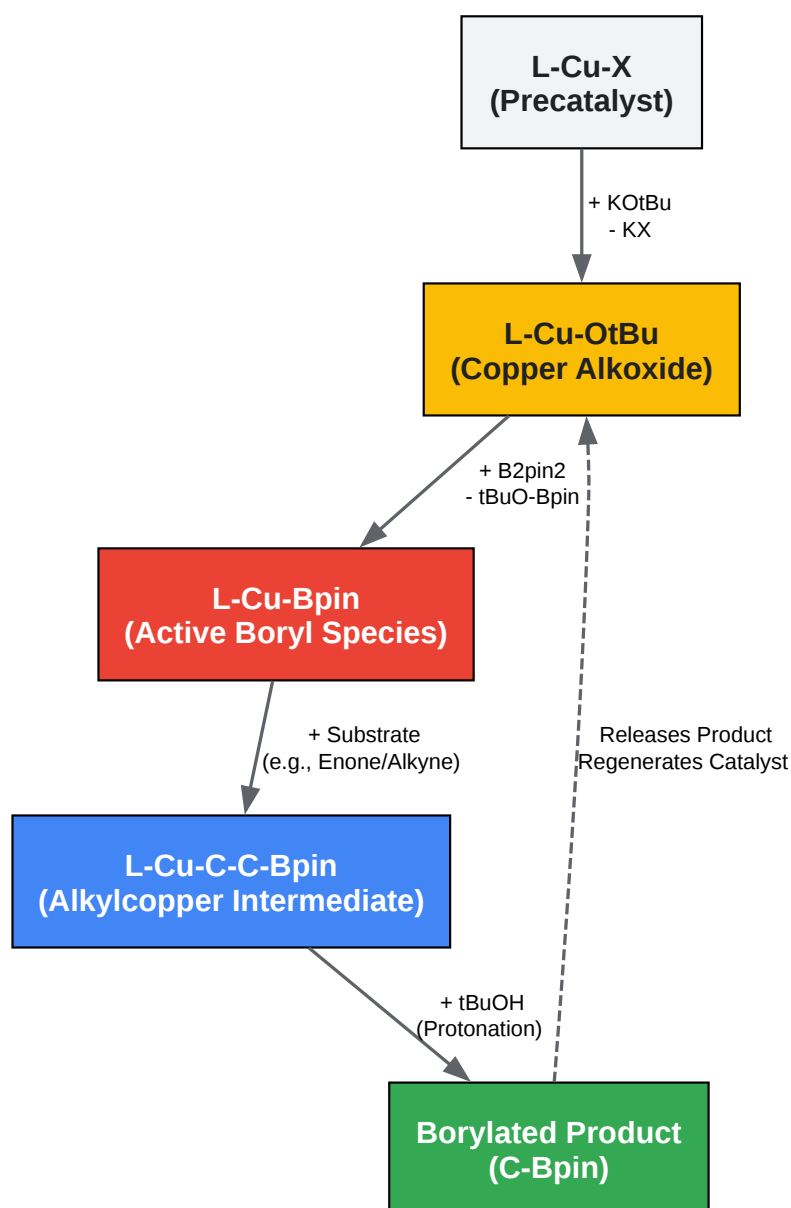 L-Cu-X
(Precatalyst)
+ KOtBu
- KX
L-Cu-OtBu
(Copper Alkoxide)
+ B2pin2
- tBuO-Bpin
L-Cu-Bpin
(Active Boryl Species)
+ Substrate
(e.g., Enone/Alkyne)
Releases Product
Regenerates Catalyst
L-Cu-C-C-Bpin
(Alkylcopper Intermediate)
+ tBuOH
(Protonation)
Borylated Product
(C-Bpin)